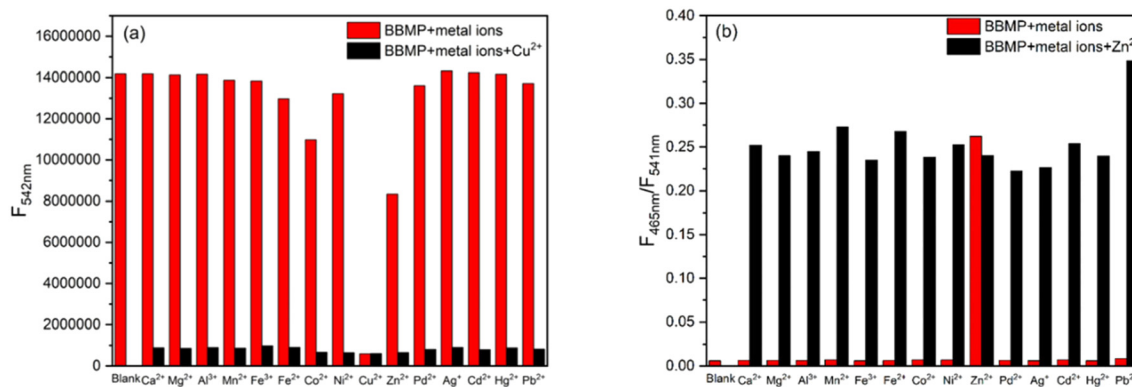 (a)
BBMP+metal ions
BBMP+metal ions+Cu²⁺
16000000
14000000
12000000
10000000
8000000
6000000
4000000
2000000
0
F542nm
Blank Ca²⁺ Mg²⁺ Al³⁺ Mn²⁺ Fe³⁺ Fe²⁺ Co²⁺ Ni²⁺ Cu²⁺ Zn²⁺ Pd²⁺ Ag⁺ Cd²⁺ Hg²⁺ Pb²⁺
(b)
BBMP+metal ions
BBMP+metal ions+Zn²
0.40
0.35
0.30
0.25
0.20
0.15
0.10
0.05
0.00
F465nm/F541nm
Blank Ca²⁺ Mg²⁺ Al³⁺ Mn²⁺ Fe³⁺ Fe²⁺ Co²⁺ Ni²⁺ Zn²⁺ Pd²⁺ Ag⁺ Cd²⁺ Hg²⁺ Pb²